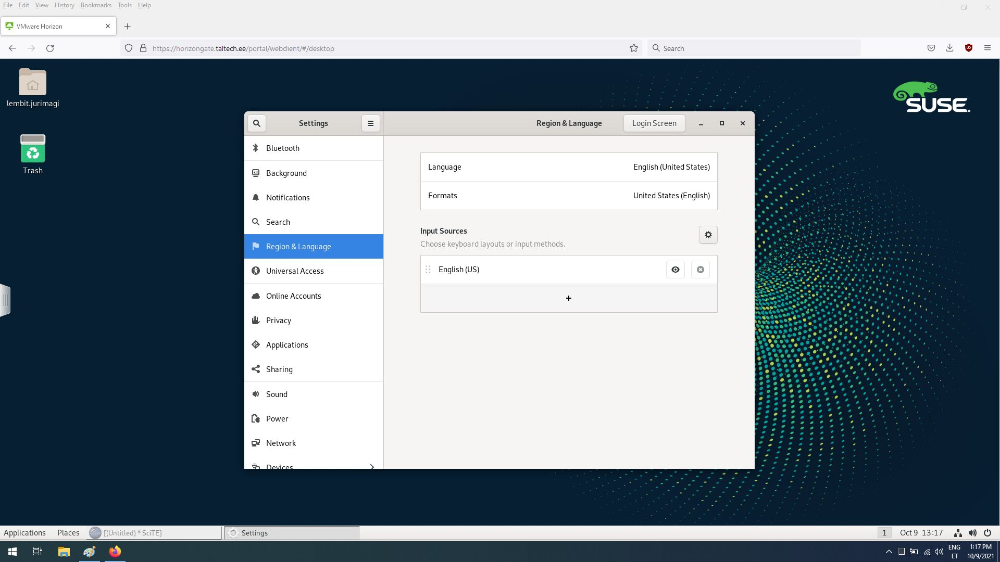 File Edit View History Bookmarks Tools Help
VMware Horizon
https://horizongate.taltech.ee/portal/webclient/#/desktop
Search
lembit.jurimagi
Trash
SUSE.
Settings
Region & Language
Login Screen
Bluetooth
Background
Notifications
Search
Region & Language
Universal Access
Online Accounts
Privacy
Applications
Sharing
Sound
Power
Network
Devices
Language English (United States)
Formats United States (English)
Input Sources
Choose keyboard layouts or input methods.
English (US)
Applications Places [(Untitled) * SciTE] Settings 1 Oct 9 13:17
ENG 1:17 PM
ET 10/9/2021